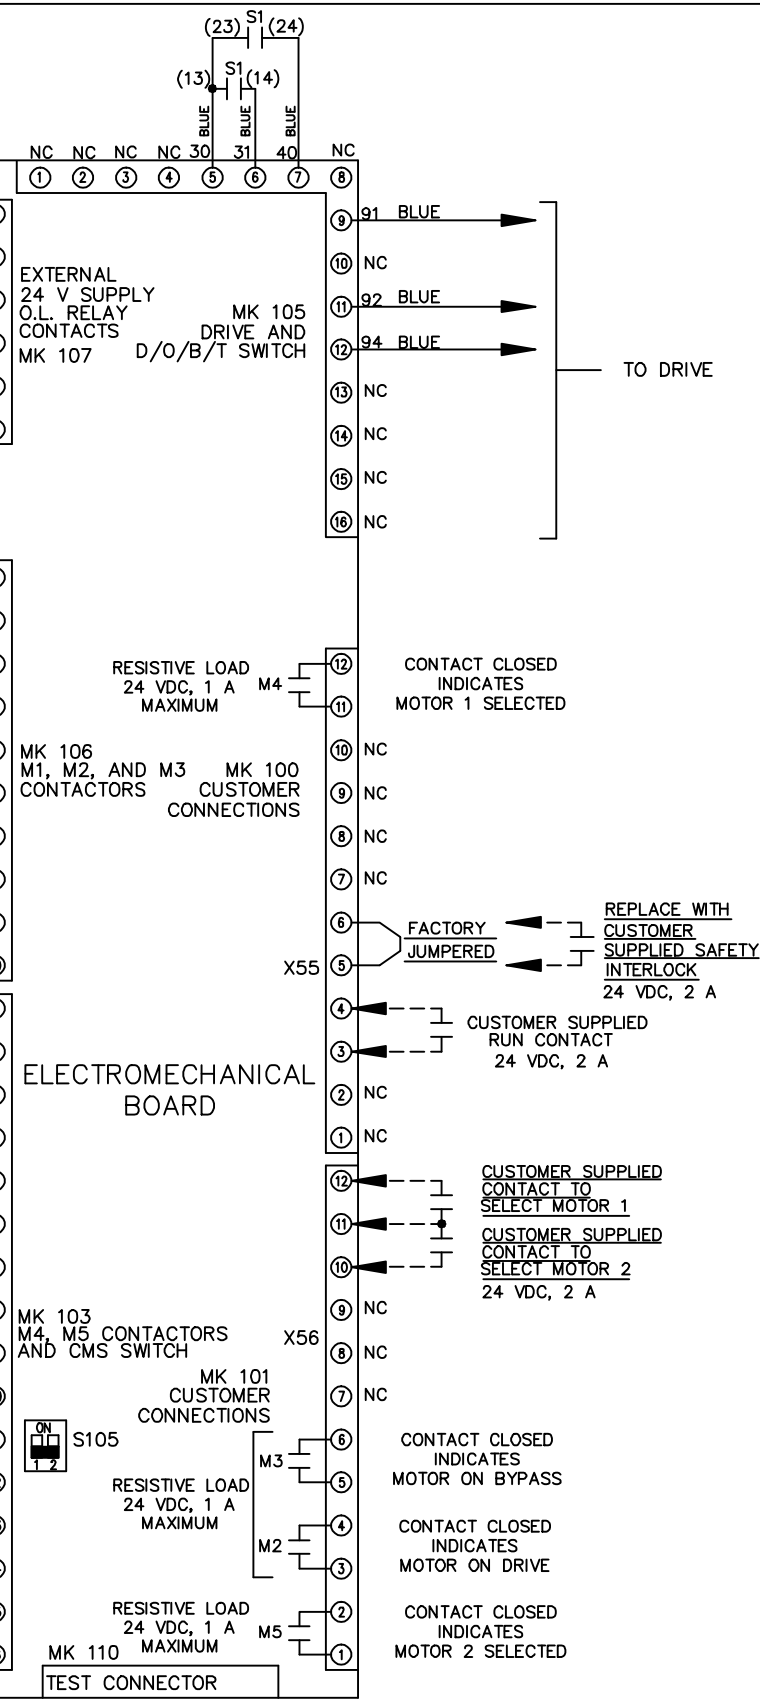 S1
(23) (24)
S1
(13) (14)
BLUE BLUE BLUE
NC NC NC NC 30 31 40 NC
1 2 3 4 5 6 7 8
9 91 BLUE
10 NC
11 92 BLUE
12 94 BLUE
13 NC
14 NC
15 NC
16 NC
TO DRIVE
EXTERNAL
24 V SUPPLY
O.L. RELAY
CONTACTS
MK 107
MK 105
DRIVE AND
D/O/B/T SWITCH
RESISTIVE LOAD
24 VDC, 1 A
MAXIMUM
M4
12
11
CONTACT CLOSED
INDICATES
MOTOR 1 SELECTED
MK 106
M1, M2, AND M3
CONTACTORS
MK 100
CUSTOMER
CONNECTIONS
10 NC
9 NC
8 NC
7 NC
6
5
X55
FACTORY
JUMPERED
REPLACE WITH
CUSTOMER
SUPPLIED SAFETY
INTERLOCK
24 VDC, 2 A
4
3
CUSTOMER SUPPLIED
RUN CONTACT
24 VDC, 2 A
ELECTROMECHANICAL
BOARD
2 NC
1 NC
12
11
10
CUSTOMER SUPPLIED
CONTACT TO
SELECT MOTOR 1
CUSTOMER SUPPLIED
CONTACT TO
SELECT MOTOR 2
24 VDC, 2 A
MK 103
M4, M5 CONTACTORS
AND CMS SWITCH
X56
9 NC
8 NC
7 NC
MK 101
CUSTOMER
CONNECTIONS
ON
1 2
S105
M3
6
5
CONTACT CLOSED
INDICATES
MOTOR ON BYPASS
RESISTIVE LOAD
24 VDC, 1 A
MAXIMUM
M2
4
3
CONTACT CLOSED
INDICATES
MOTOR ON DRIVE
RESISTIVE LOAD
24 VDC, 1 A
MAXIMUM
M5
2
1
CONTACT CLOSED
INDICATES
MOTOR 2 SELECTED
MK 110
TEST CONNECTOR